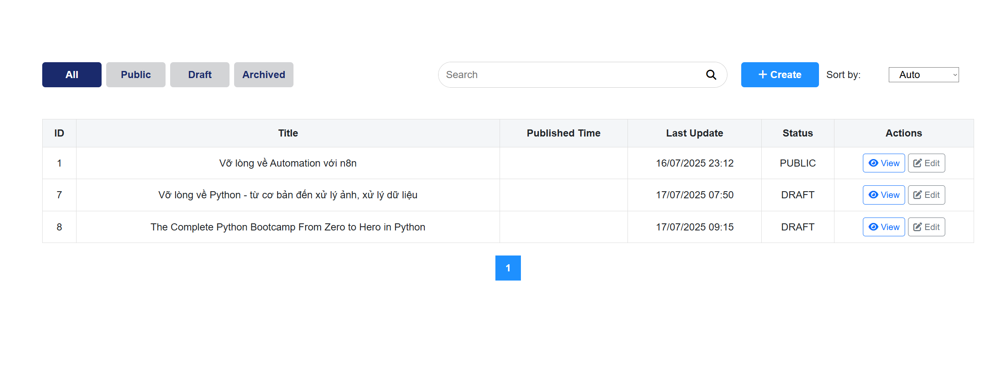 All Public Draft Archived Search Create Sort by: Auto
ID Title Published Time Last Update Status Actions
1 Vỡ lòng về Automation với n8n 16/07/2025 23:12 PUBLIC View Edit
7 Vỡ lòng về Python - từ cơ bản đến xử lý ảnh, xử lý dữ liệu 17/07/2025 07:50 DRAFT View Edit
8 The Complete Python Bootcamp From Zero to Hero in Python 17/07/2025 09:15 DRAFT View Edit
1